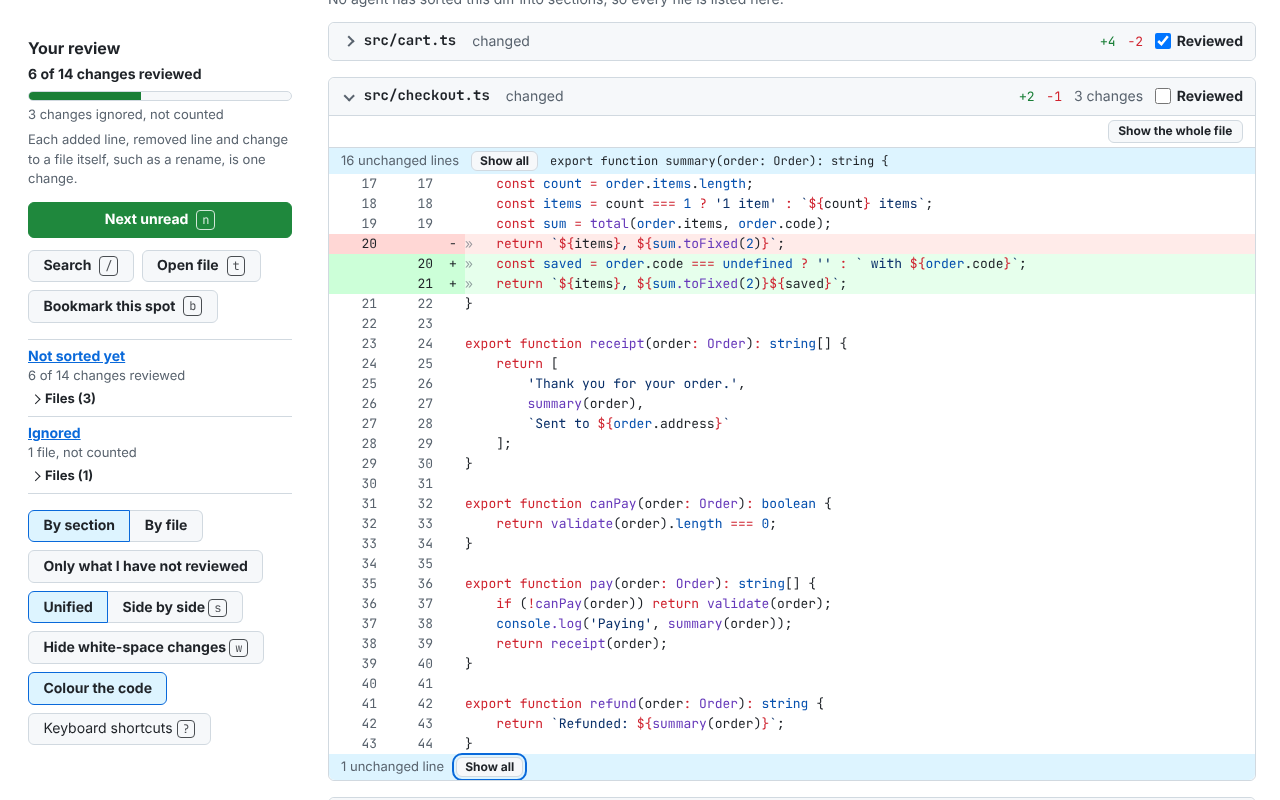 No agent has sorted this diff into sections, so every file is listed here.
Your review
6 of 14 changes reviewed
3 changes ignored, not counted
Each added line, removed line and change
to a file itself, such as a rename, is one
change.
Next unread n
Search / Open file t
Bookmark this spot b
Not sorted yet
6 of 14 changes reviewed
Files (3)
Ignored
1 file, not counted
Files (1)
By section By file
Only what I have not reviewed
Unified Side by side s
Hide white-space changes w
Colour the code
Keyboard shortcuts ?
src/cart.ts changed +4 -2 Reviewed
src/checkout.ts changed +2 -1 3 changes Reviewed
Show the whole file
16 unchanged lines Show all export function summary(order: Order): string {
17 17 const count = order.items.length;
18 18 const items = count === 1 ? '1 item' : `${count} items`;
19 19 const sum = total(order.items, order.code);
20 - » return `${items}, ${sum.toFixed(2)}`;
20 + » const saved = order.code === undefined ? '' : ` with ${order.code}`;
21 + » return `${items}, ${sum.toFixed(2)}${saved}`;
21 22 }
22 23
23 24 export function receipt(order: Order): string[] {
24 25 return [
25 26 'Thank you for your order.',
26 27 summary(order),
27 28 `Sent to ${order.address}`
28 29 ];
29 30 }
30 31
31 32 export function canPay(order: Order): boolean {
32 33 return validate(order).length === 0;
33 34 }
34 35
35 36 export function pay(order: Order): string[] {
36 37 if (!canPay(order)) return validate(order);
37 38 console.log('Paying', summary(order));
38 39 return receipt(order);
39 40 }
40 41
41 42 export function refund(order: Order): string {
42 43 return `Refunded: ${summary(order)}`;
43 44 }
1 unchanged line Show all